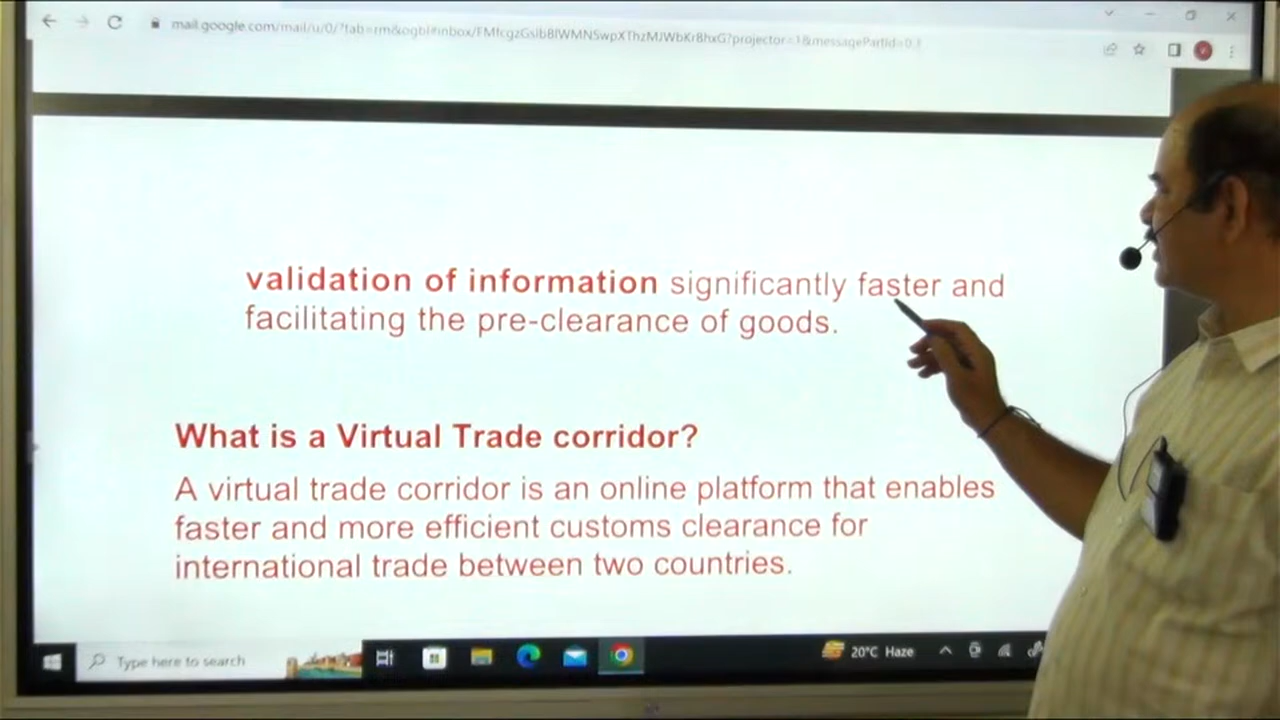 validation of information significantly faster and
facilitating the pre-clearance of goods.
What is a Virtual Trade corridor?
A virtual trade corridor is an online platform that enables
faster and more efficient customs clearance for
international trade between two countries.
Type here to search
20°C Haze